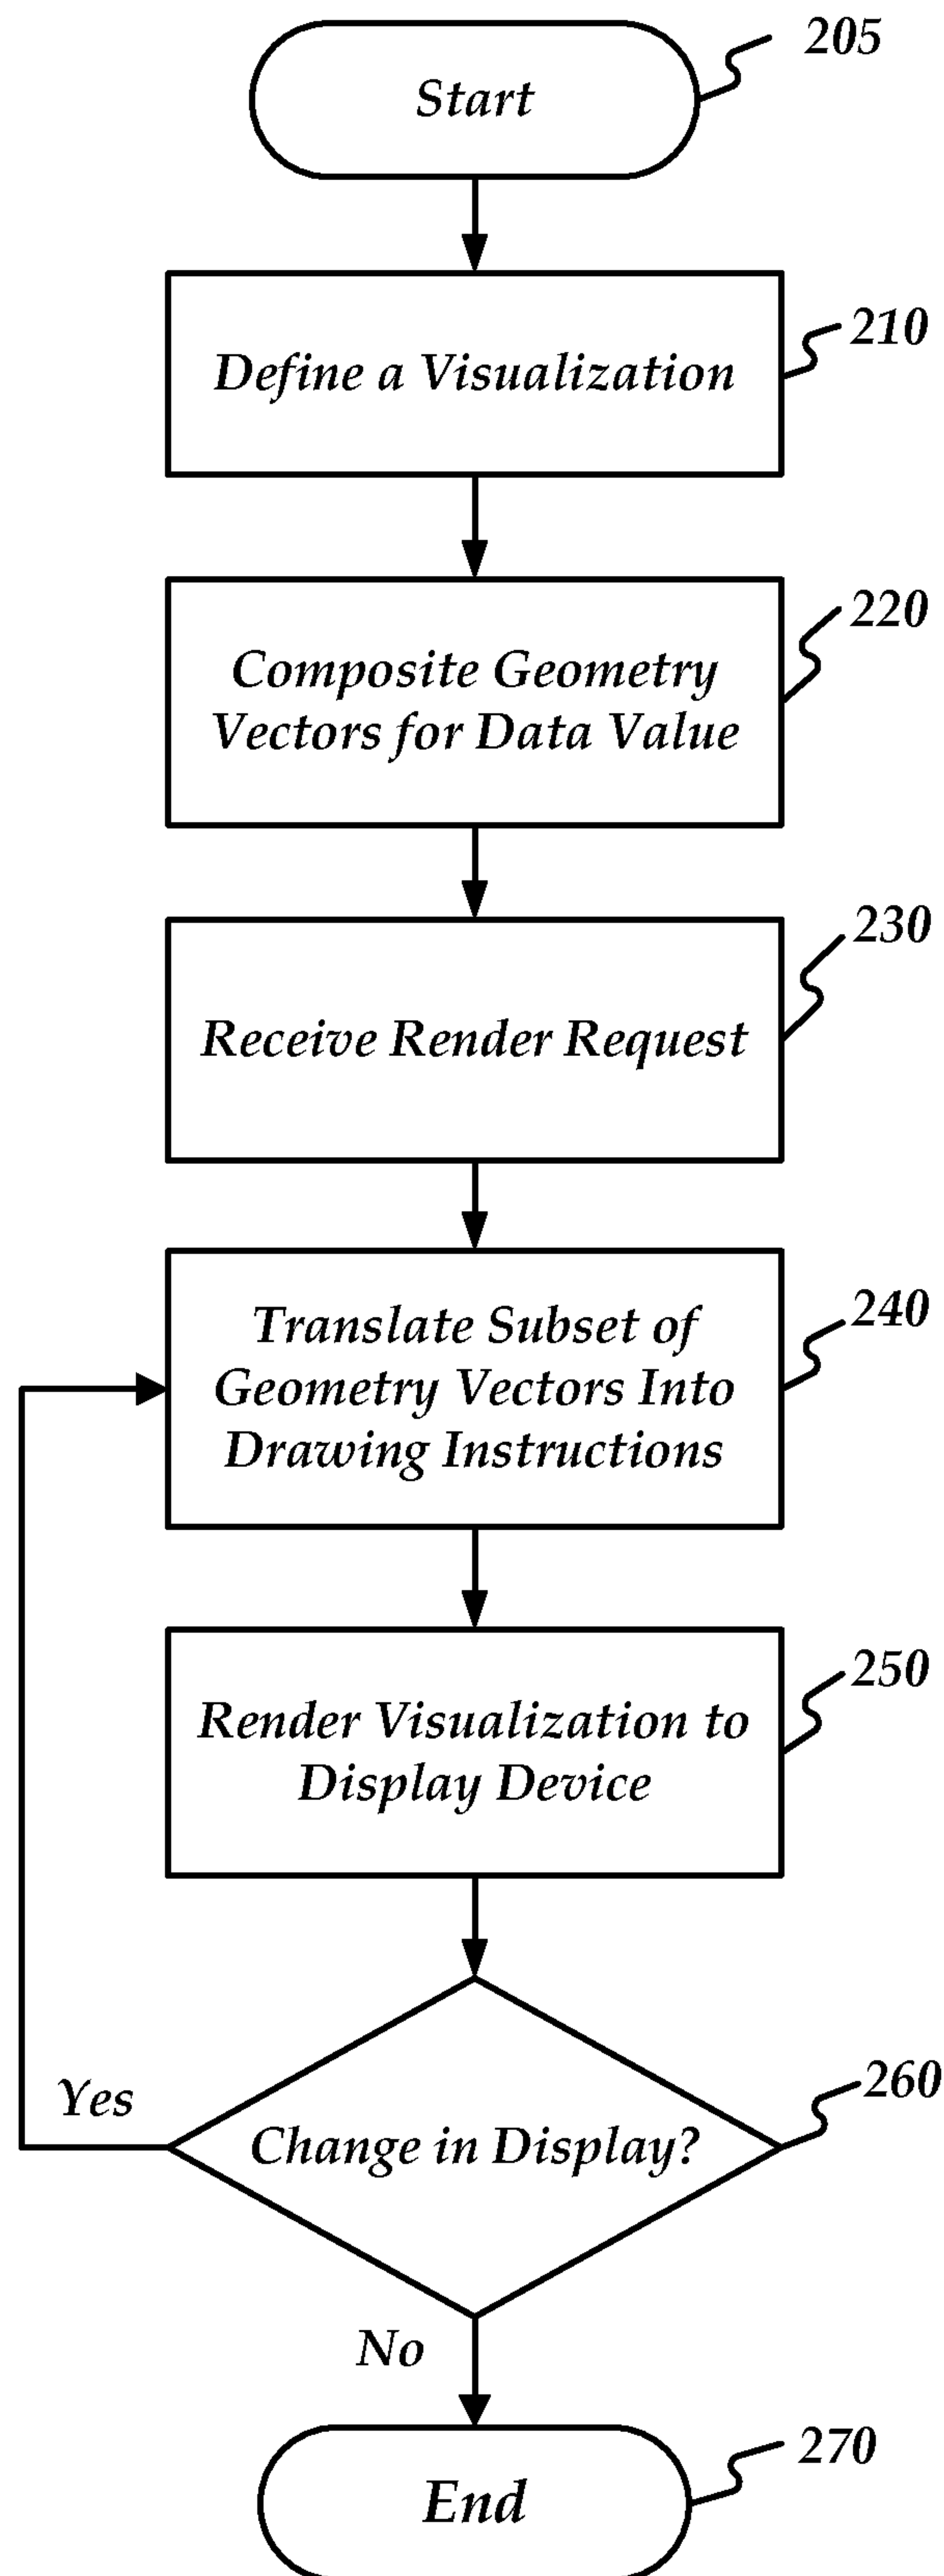 Start
205
Define a Visualization
210
Composite Geometry
Vectors for Data Value
220
Receive Render Request
230
Translate Subset of
Geometry Vectors Into
Drawing Instructions
240
Render Visualization to
Display Device
250
Change in Display?
260
Yes
No
End
270